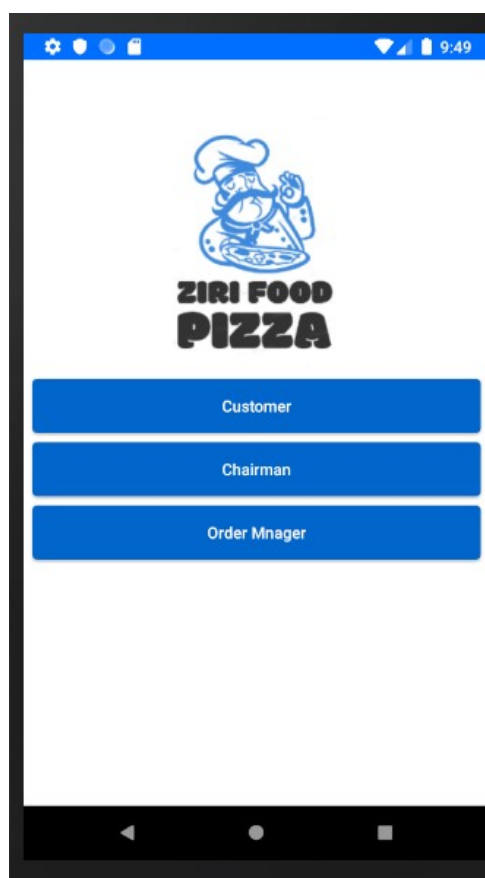 9:49
ZIRI FOOD
PIZZA
Customer
Chairman
Order Mnager